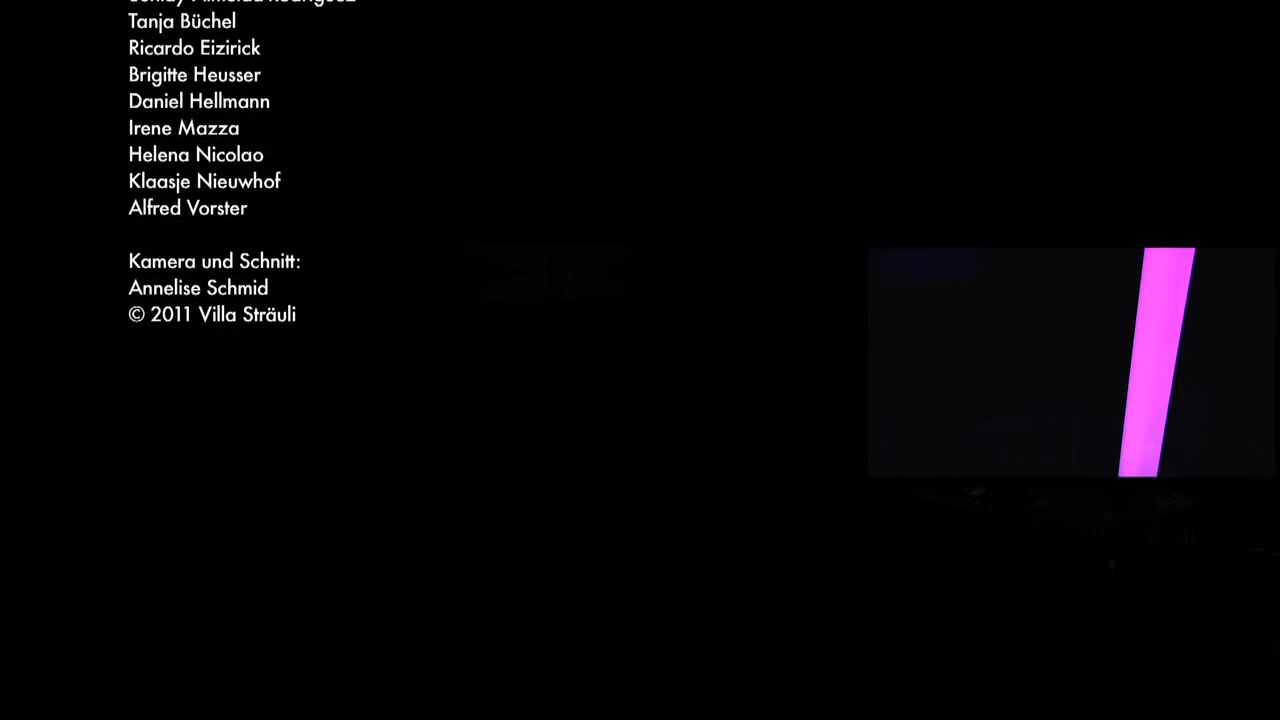 Tanja Büchel
Ricardo Eizirick
Brigitte Heusser
Daniel Hellmann
Irene Mazza
Helena Nicolao
Klaasje Nieuwhof
Alfred Vorster
Kamera und Schnitt:
Annelise Schmid
© 2011 Villa Sträuli